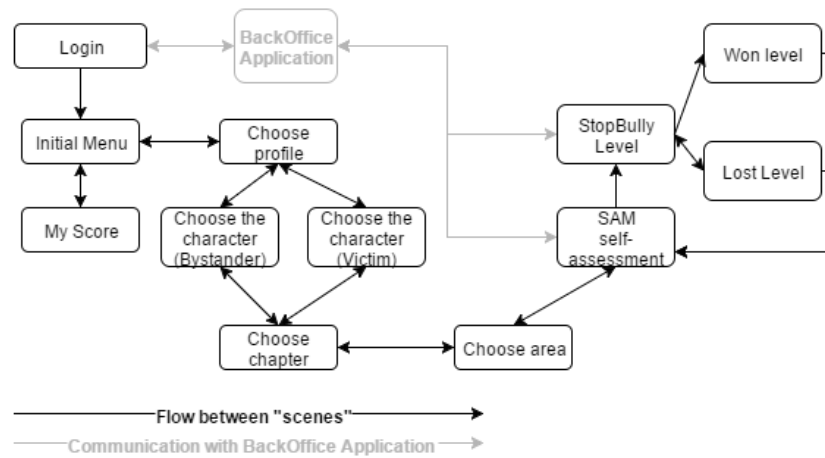 Login
BackOffice
Application
Won level
Initial Menu
Choose
profile
StopBully
Level
Lost Level
My Score
Choose the
character
(Bystander)
Choose the
character
(Victim)
SAM
self-
assessment
Choose
chapter
Choose area
Flow between "scenes"
Communication with BackOffice Application